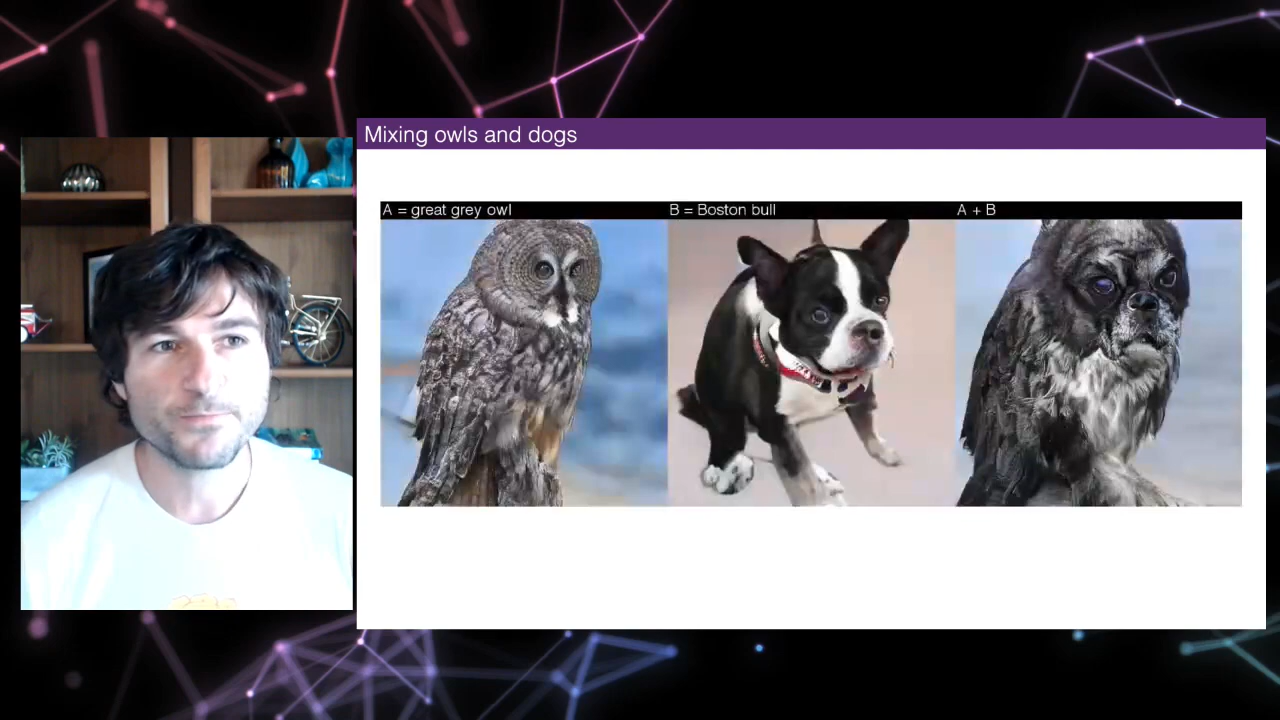 Mixing owls and dogs
A = great grey owl
B = Boston bull
A + B